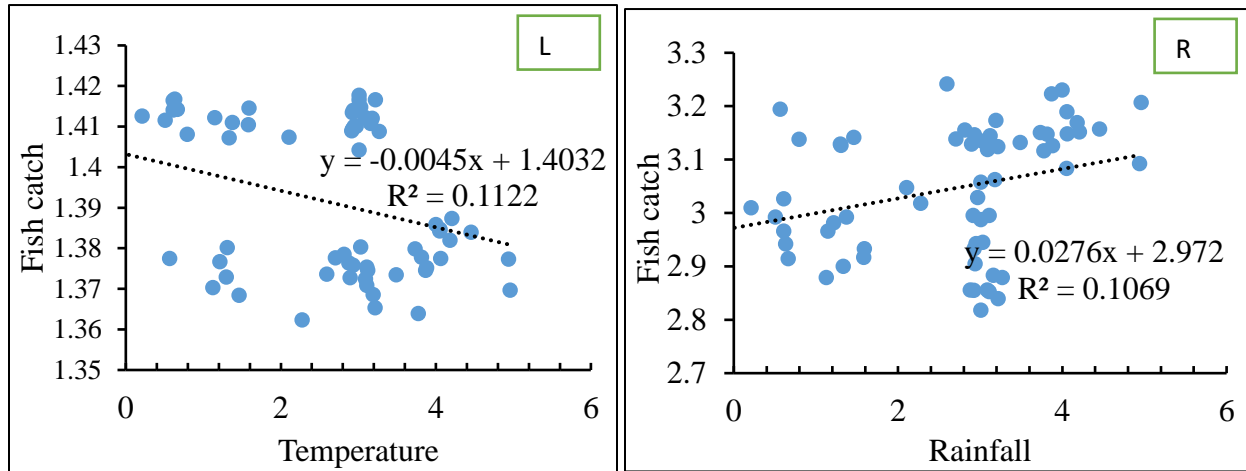 L
Fish catch
1.43
1.42
1.41
1.4
1.39
1.38
1.37
1.36
1.35
y = -0.0045x + 1.4032
R² = 0.1122
0 2 4 6
Temperature
R
Fish catch
3.3
3.2
3.1
3
2.9
2.8
2.7
y = 0.0276x + 2.972
R² = 0.1069
0 2 4 6
Rainfall